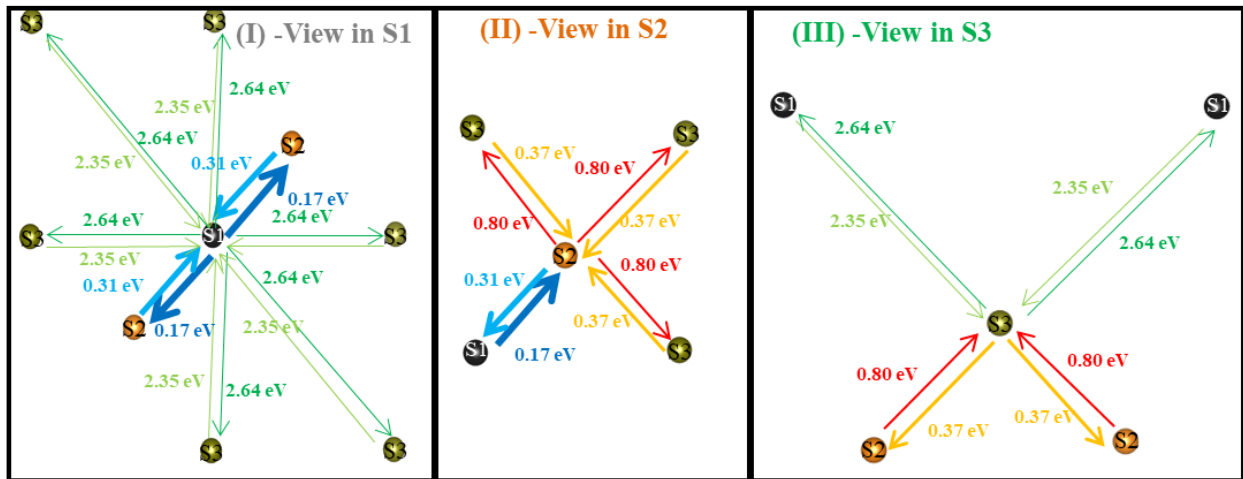 (I) -View in S1
S3
S3
2.35 eV
2.64 eV
2.64 eV
2.35 eV
S2
0.31 eV
0.17 eV
2.64 eV
S1
2.64 eV
S3
S3
2.35 eV
2.35 eV
0.31 eV
2.64 eV
S2
0.17 eV
2.35 eV
2.35 eV
2.64 eV
S3
S3
(II) -View in S2
S3
S3
0.37 eV
0.80 eV
0.80 eV
0.37 eV
S2
0.31 eV
0.80 eV
0.37 eV
S1
0.17 eV
S3
(III) -View in S3
S1
S1
2.64 eV
2.35 eV
2.35 eV
2.64 eV
S3
0.80 eV
0.80 eV
0.37 eV
0.37 eV
S2
S2